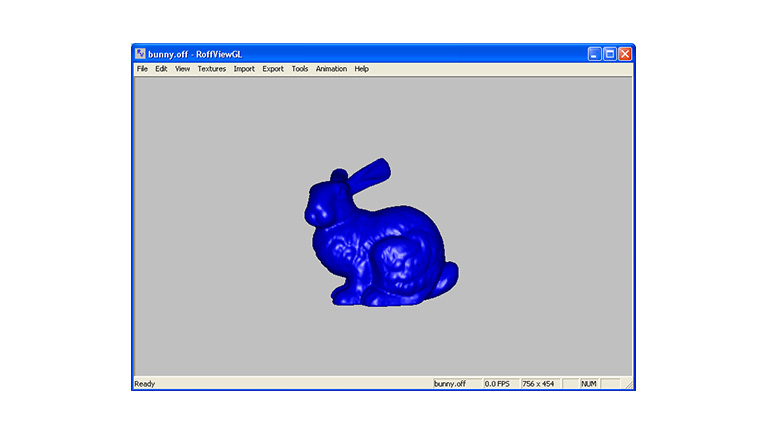 bunny.off - RoffViewGL
File Edit View Textures Import Export Tools Animation Help
Ready bunny.off 0.0 FPS 756 x 454 NUM